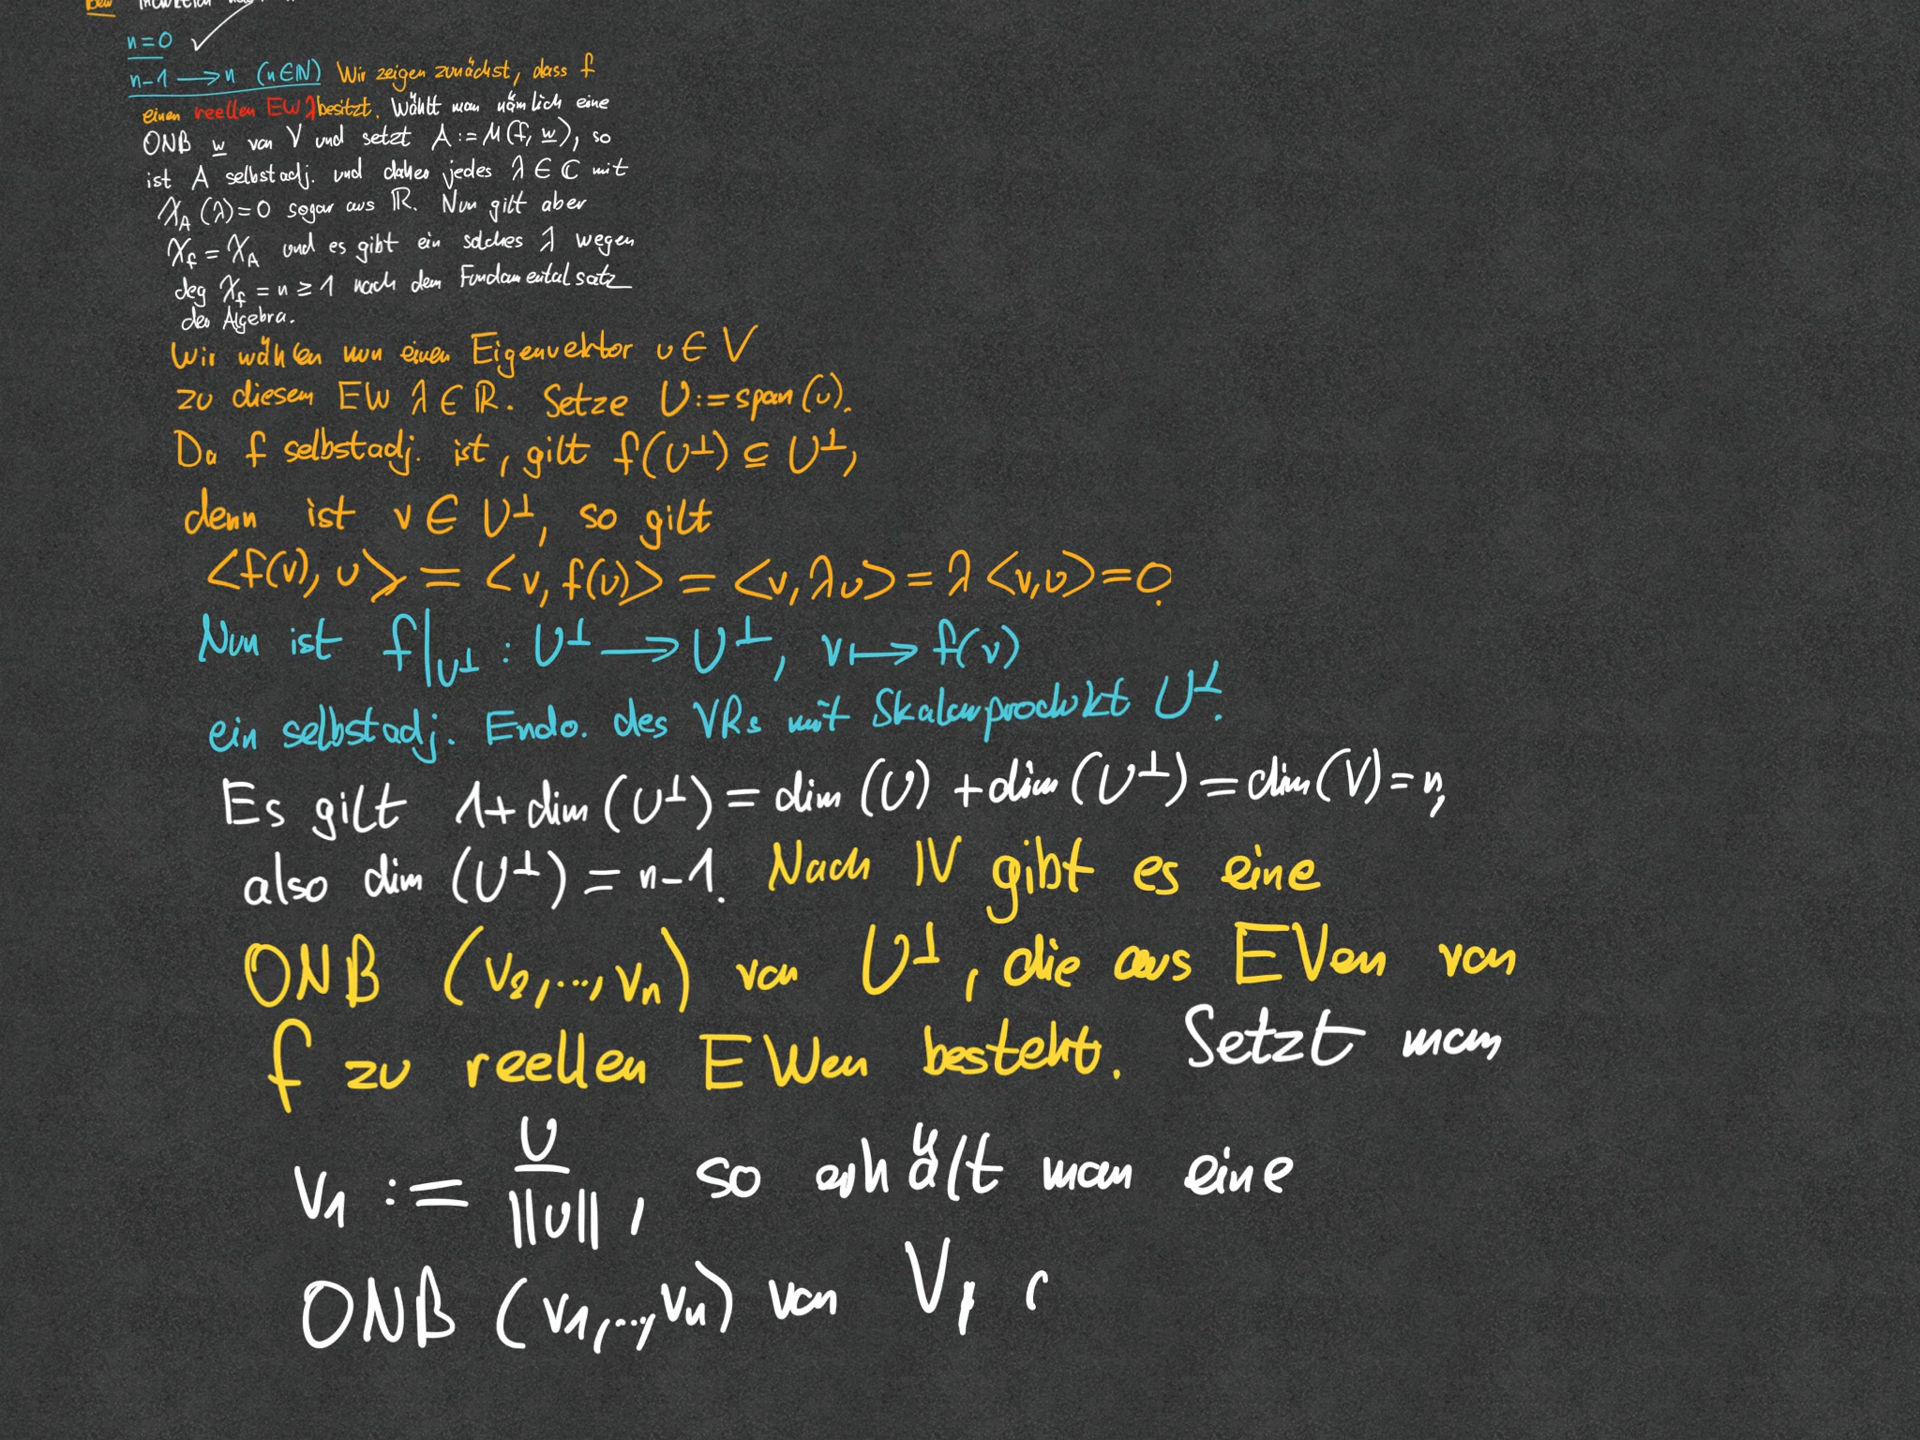 Bew
n=0 ✓
n-1 ⟶ n (n∈ℕ) Wir zeigen zunächst, dass f
einen reellen EW λ besitzt. Wählt man nämlich eine
ONB w von V und setzt A := M(f, w), so
ist A selbstadj. und daher jedes λ ∈ ℂ mit
χ_A (λ)=0 sogar aus ℝ. Nun gilt aber
χ_f = χ_A und es gibt ein solches λ wegen
deg χ_f = n ≥ 1 nach dem Fundamentalsatz
der Algebra.
Wir wählen nun einen Eigenvektor u ∈ V
zu diesem EW λ ∈ ℝ. Setze U := span(u).
Da f selbstadj. ist, gilt f(U^⊥) ⊆ U^⊥,
denn ist v ∈ U^⊥, so gilt
<f(v), u> = <v, f(u)> = <v, λu> = λ <v,u> = 0.
Nun ist f|_{U^⊥} : U^⊥ ⟶ U^⊥, v ⟼ f(v)
ein selbstadj. Endo. des VRs mit Skalarprodukt U^⊥.
Es gilt 1+dim(U^⊥) = dim(U) + dim(U^⊥) = dim(V) = n,
also dim(U^⊥) = n-1. Nach IV gibt es eine
ONB (v_2,...,v_n) von U^⊥, die aus EVen von
f zu reellen EWen besteht. Setzt man
v_1 := u/||u||, so erhält man eine
ONB (v_1,...,v_n) von V,